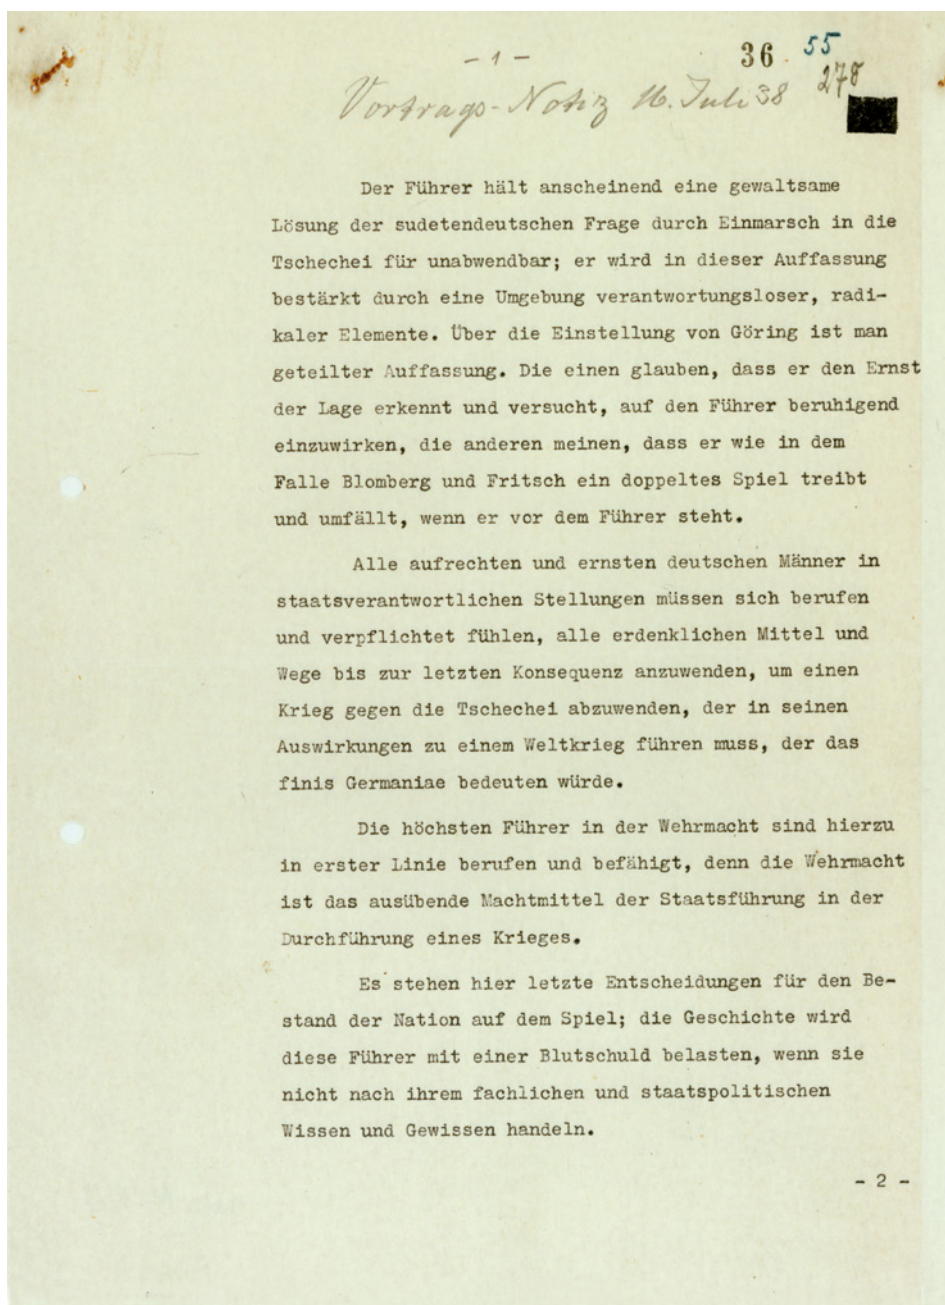 - 1 -
36 55
278
Vortrags-Notiz 16. Juli 38
Der Führer hält anscheinend eine gewaltsame
Lösung der sudetendeutschen Frage durch Einmarsch in die
Tschechei für unabwendbar; er wird in dieser Auffassung
bestärkt durch eine Umgebung verantwortungsloser, radi-
kaler Elemente. Über die Einstellung von Göring ist man
geteilter Auffassung. Die einen glauben, dass er den Ernst
der Lage erkennt und versucht, auf den Führer beruhigend
einzuwirken, die anderen meinen, dass er wie in dem
Falle Blomberg und Fritsch ein doppeltes Spiel treibt
und umfällt, wenn er vor dem Führer steht.
Alle aufrechten und ernsten deutschen Männer in
staatsverantwortlichen Stellungen müssen sich berufen
und verpflichtet fühlen, alle erdenklichen Mittel und
Wege bis zur letzten Konsequenz anzuwenden, um einen
Krieg gegen die Tschechei abzuwenden, der in seinen
Auswirkungen zu einem Weltkrieg führen muss, der das
finis Germaniae bedeuten würde.
Die höchsten Führer in der Wehrmacht sind hierzu
in erster Linie berufen und befähigt, denn die Wehrmacht
ist das ausübende Machtmittel der Staatsführung in der
Durchführung eines Krieges.
Es stehen hier letzte Entscheidungen für den Be-
stand der Nation auf dem Spiel; die Geschichte wird
diese Führer mit einer Blutschuld belasten, wenn sie
nicht nach ihrem fachlichen und staatspolitischen
Wissen und Gewissen handeln.
- 2 -